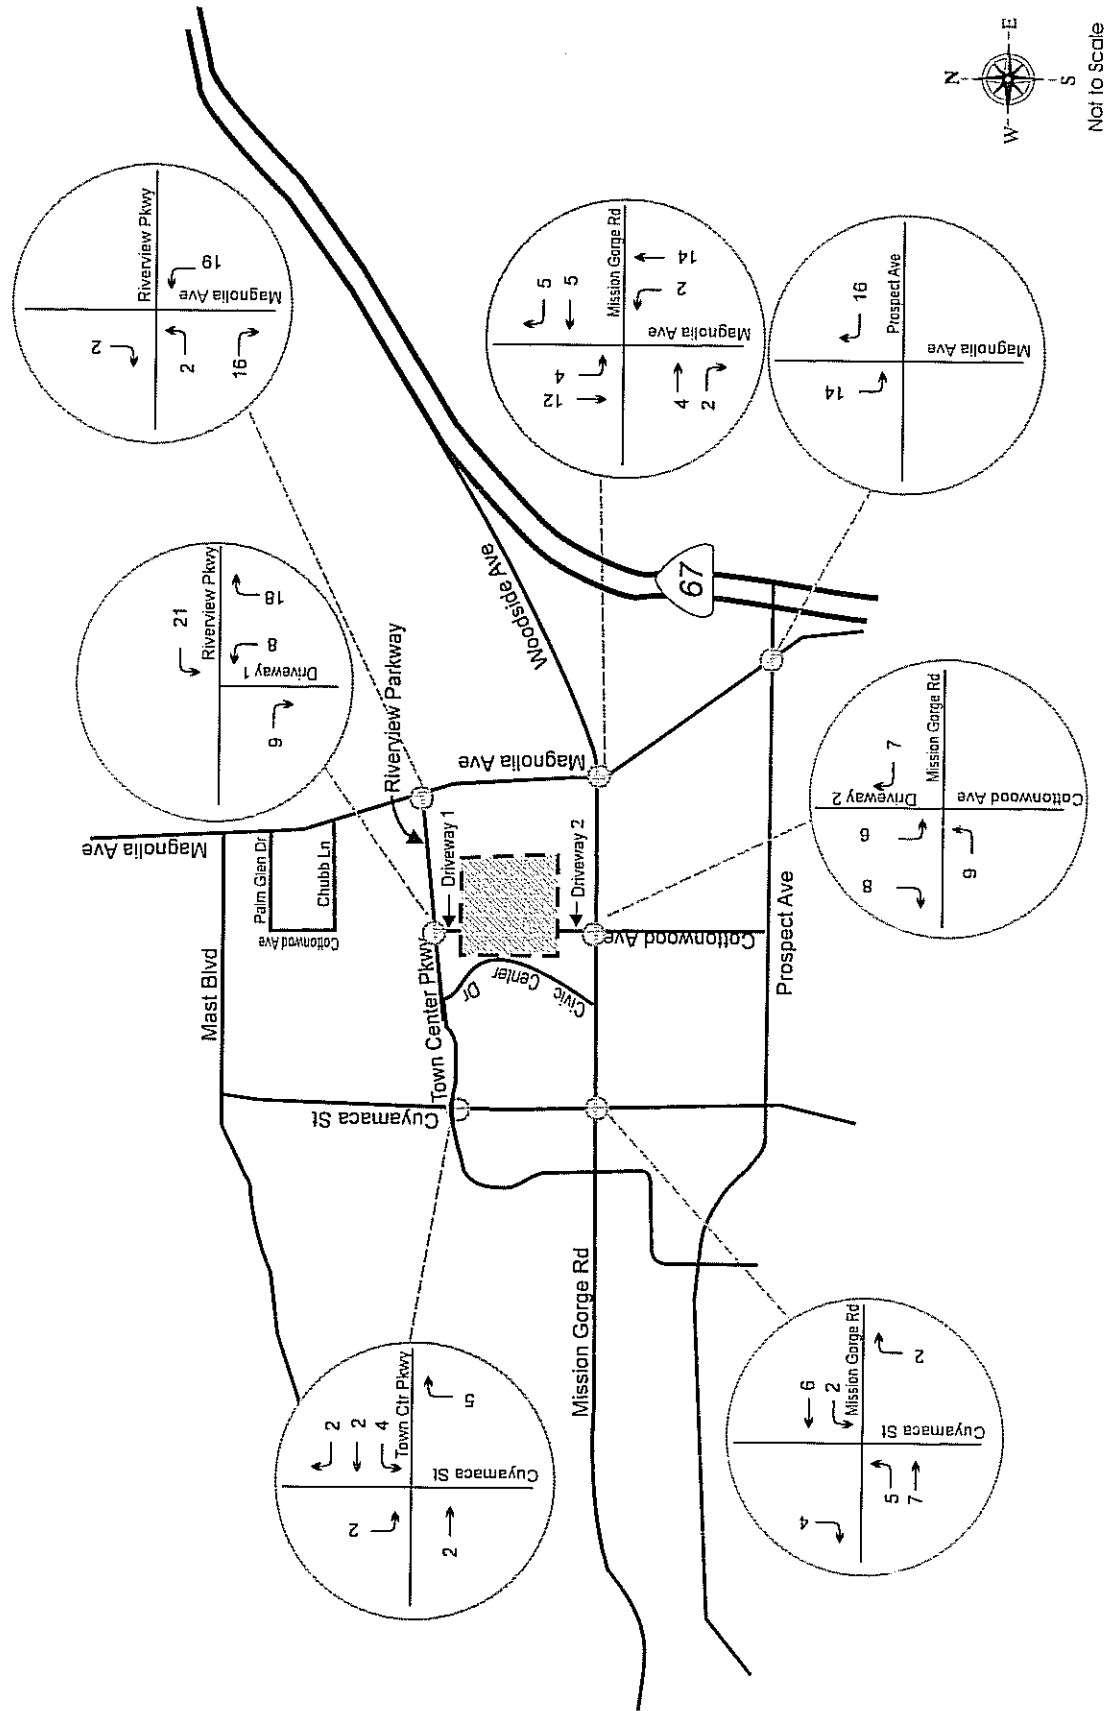 Riverview Pkwy
Magnolia Ave
2
2
16
19
21
Riverview Pkwy
Driveway 1
8
18
9
Town Ctr Pkwy
Cuyamaca St
2
2
2
4
2
5
Mission Gorge Rd
Magnolia Ave
5
5
12
4
4
2
2
14
Prospect Ave
Magnolia Ave
14
16
Mission Gorge Rd
Driveway 2
Cottonwood Ave
8
6
7
9
Mission Gorge Rd
Cuyamaca St
4
6
2
5
7
2
Mast Blvd
Magnolia Ave
Palm Glen Dr
Chubb Ln
Cottonwod Ave
Riverview Parkway
Town Center Pkwy
Driveway 1
Driveway 2
Civic Center Dr
Cuyamaca St
Woodside Ave
Magnolia Ave
Mission Gorge Rd
Cottonwood Ave
Prospect Ave
67
N
W
E
S
Not to Scale